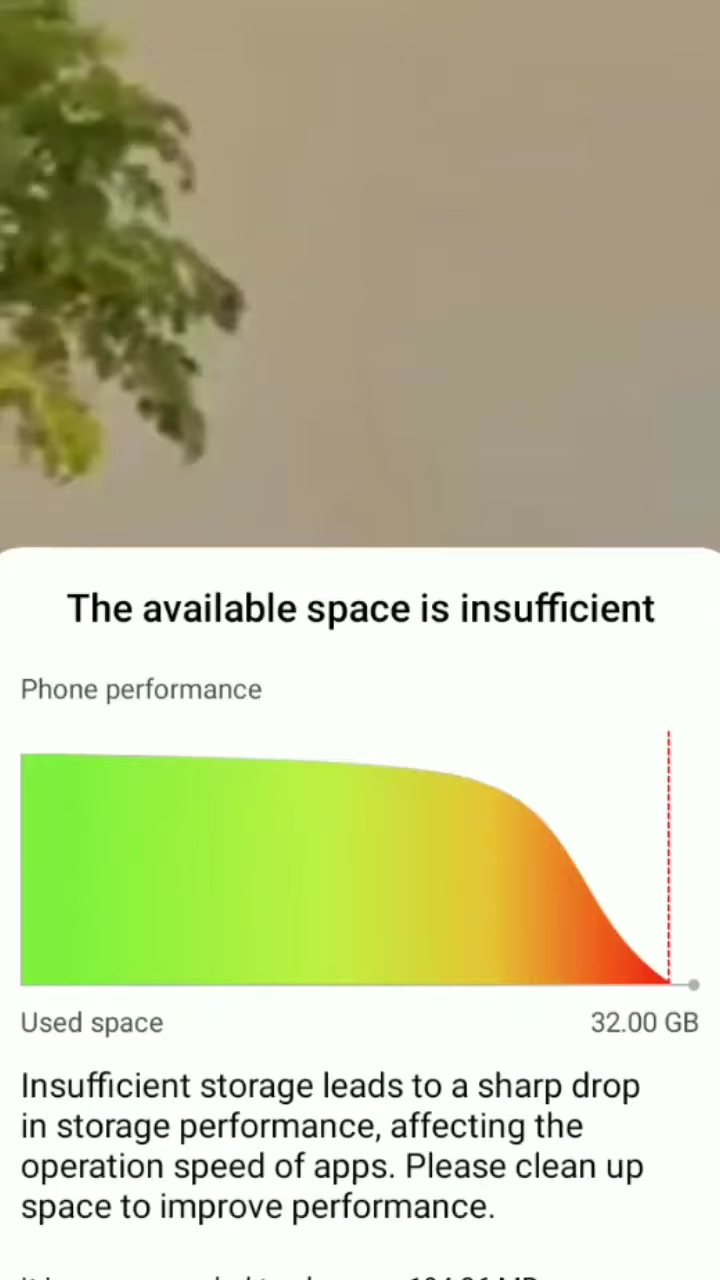 The available space is insufficient
Phone performance
Used space
32.00 GB
Insufficient storage leads to a sharp drop
in storage performance, affecting the
operation speed of apps. Please clean up
space to improve performance.